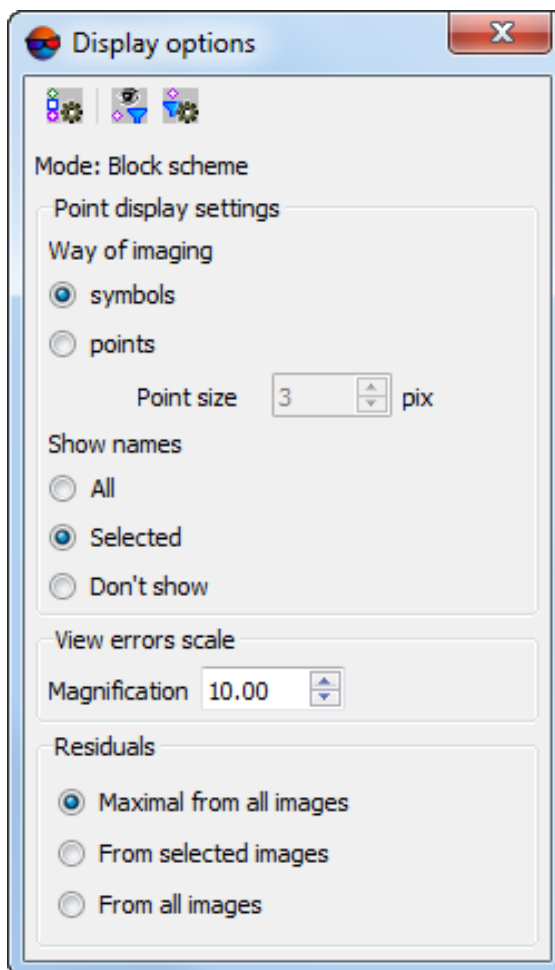 Display options
Mode: Block scheme
Point display settings
Way of imaging
symbols
points
Point size 3 pix
Show names
All
Selected
Don't show
View errors scale
Magnification 10.00
Residuals
Maximal from all images
From selected images
From all images